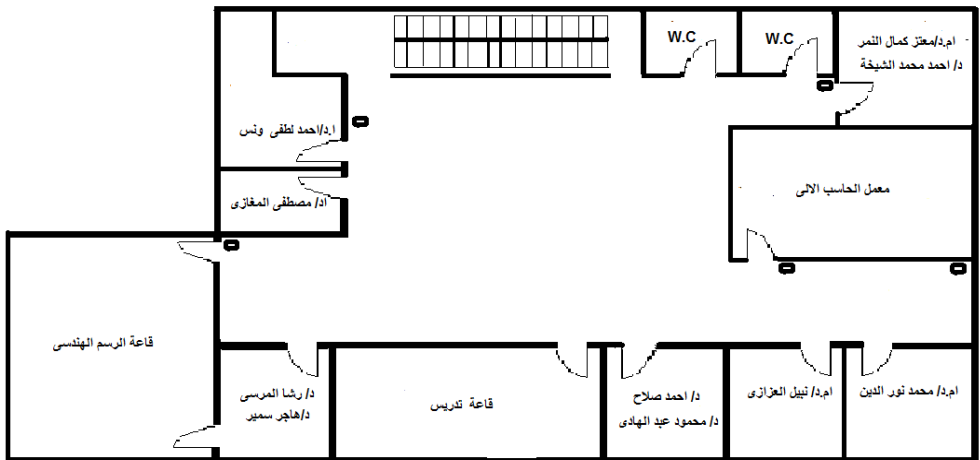 W.C
W.C
ام.د/معتز كمال النمر
د/ احمد محمد الشيخة
ا.د/احمد لطفى ونس
اد/ مصطفى المغازى
معمل الحاسب الالى
قاعة الرسم الهندسى
د/ رشا المرسى
د/هاجر سمير
قاعة تدريس
د/ احمد صلاح
د/ محمود عبد الهادى
ام.د/ نبيل العزازى
ام.د/ محمد نور الدين